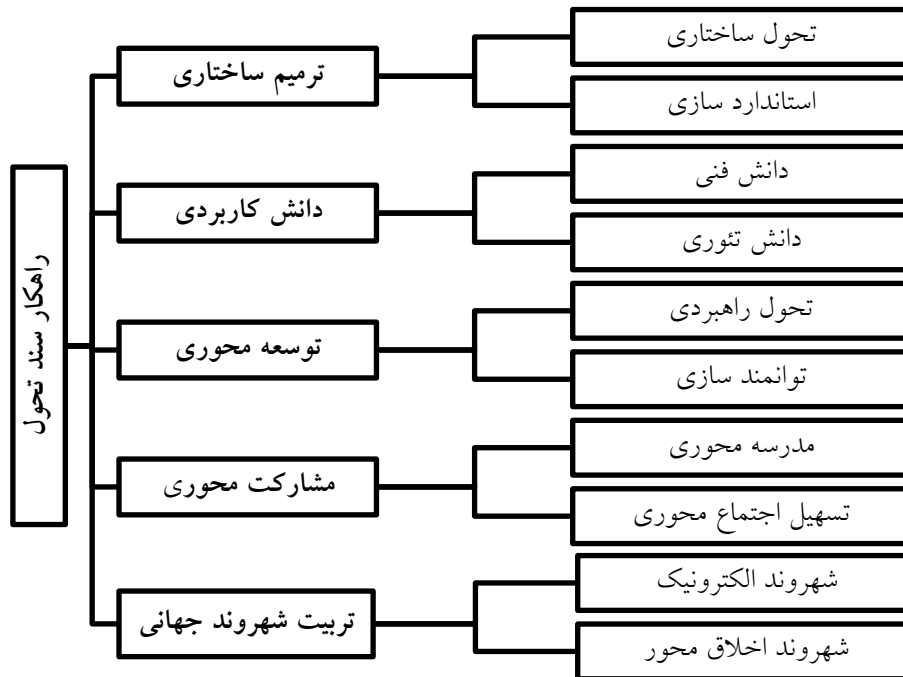 راهکار سند تحول
ترمیم ساختاری
تحول ساختاری
استاندارد سازی
دانش کاربردی
دانش فنی
دانش تئوری
توسعه محوری
تحول راهبردی
توانمند سازی
مشارکت محوری
مدرسه محوری
تسهیل اجتماع محوری
تربیت شهروند جهانی
شهروند الکترونیک
شهروند اخلاق محور